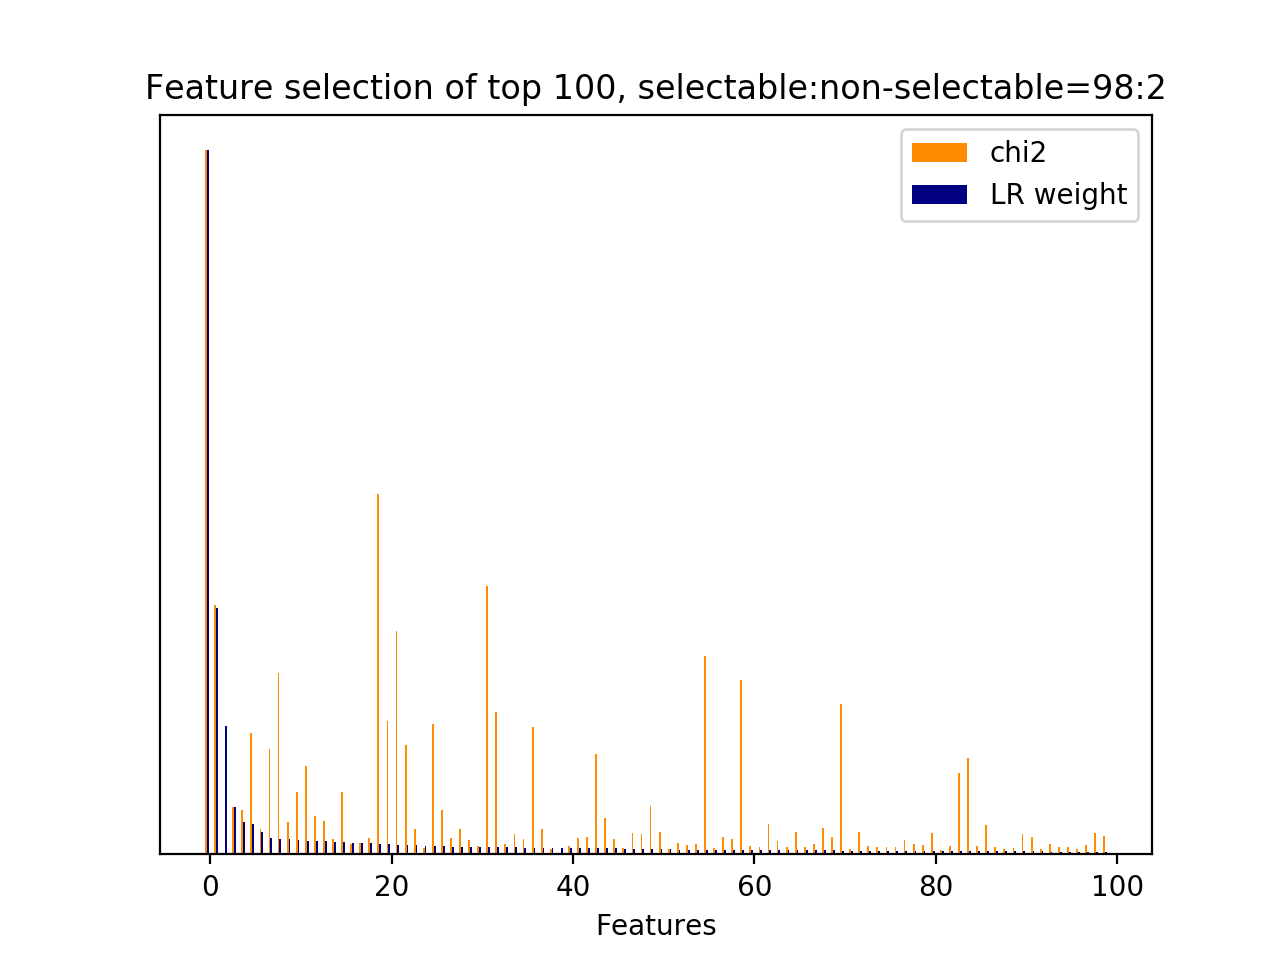 Feature selection of top 100, selectable:non-selectable=98:2
chi2
LR weight
0 20 40 60 80 100
Features